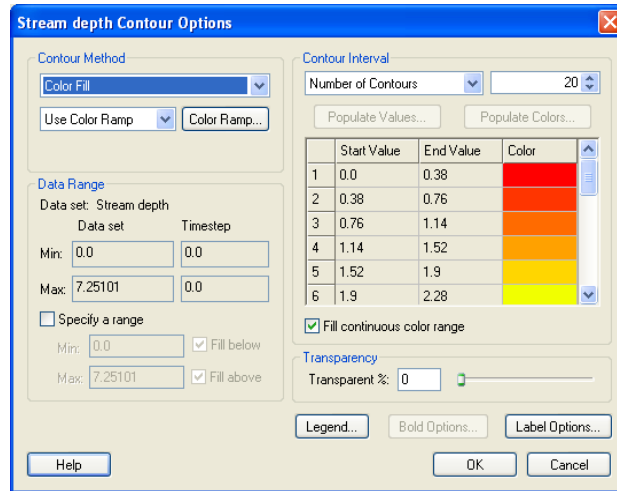 Stream depth Contour Options
Contour Method
Color Fill
Use Color Ramp Color Ramp...
Data Range
Data set: Stream depth
Data set Timestep
Min: 0.0 0.0
Max: 7.25101 0.0
Specify a range
Min: 0.0 Fill below
Max: 7.25101 Fill above
Contour Interval
Number of Contours 20
Populate Values... Populate Colors...
Start Value End Value Color
1 0.0 0.38
2 0.38 0.76
3 0.76 1.14
4 1.14 1.52
5 1.52 1.9
6 1.9 2.28
Fill continuous color range
Transparency
Transparent %: 0
Legend... Bold Options... Label Options...
Help OK Cancel